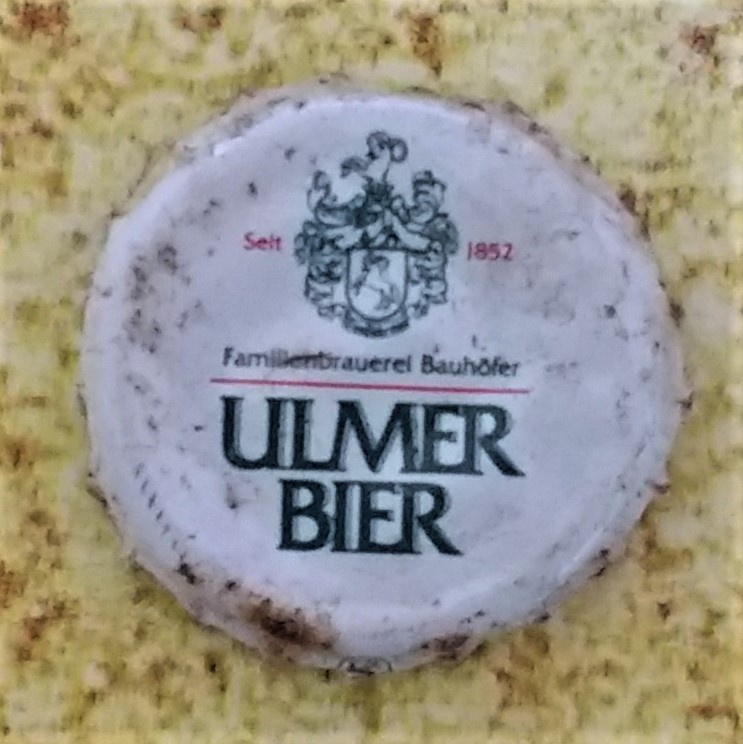 Seit 1852
Familienbrauerei Bauhöfer
ULMER
BIER